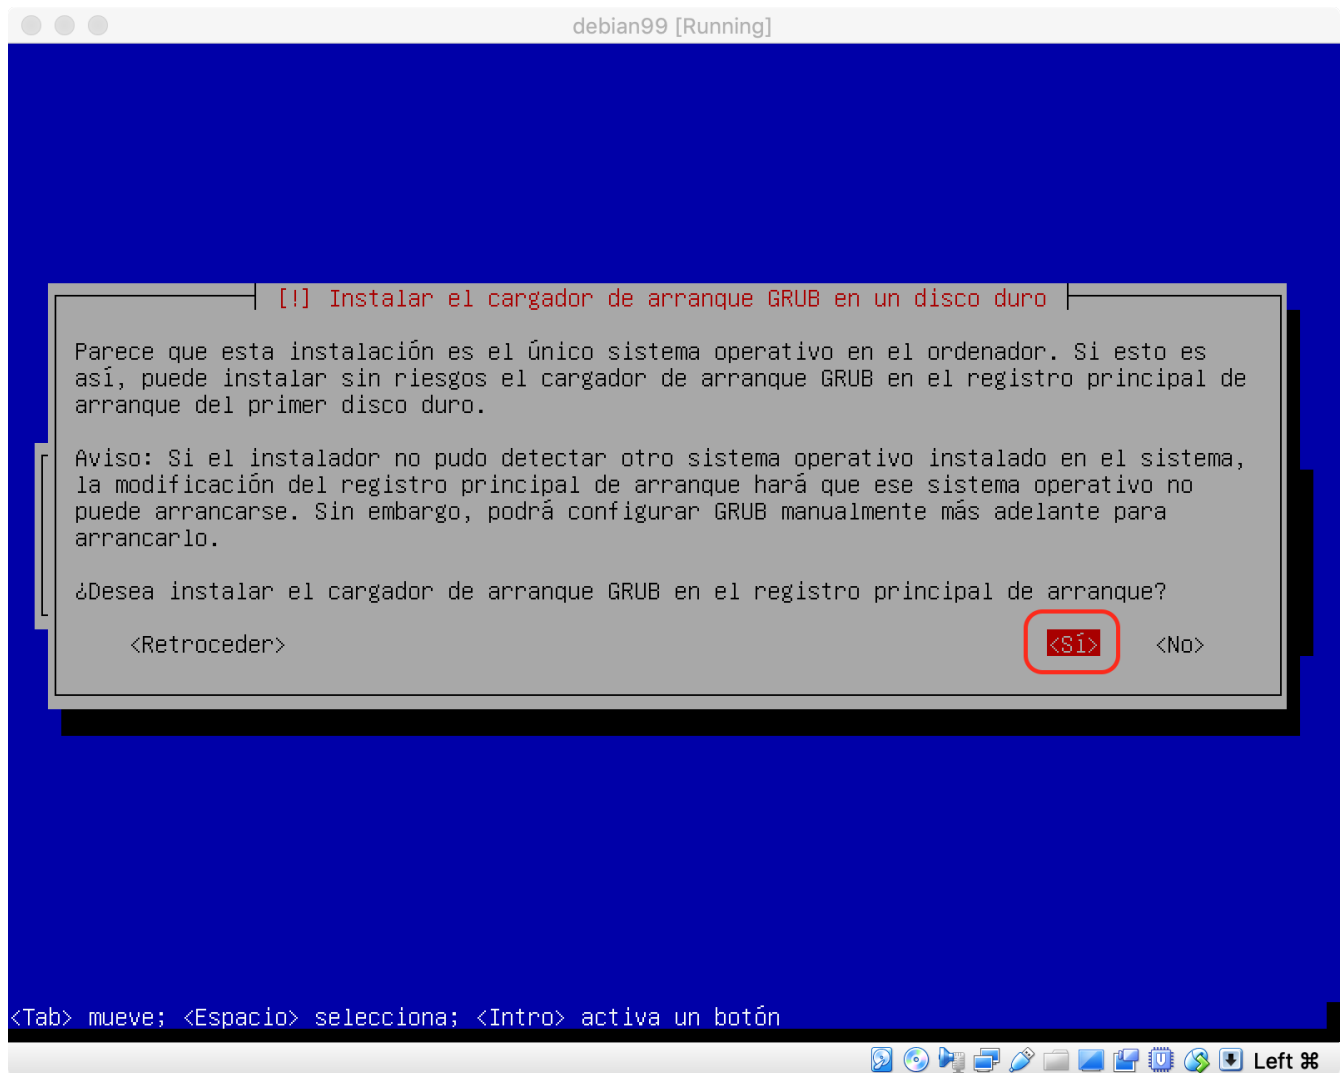 debian99 [Running]
[!] Instalar el cargador de arranque GRUB en un disco duro
Parece que esta instalación es el único sistema operativo en el ordenador. Si esto es
así, puede instalar sin riesgos el cargador de arranque GRUB en el registro principal de
arranque del primer disco duro.
Aviso: Si el instalador no pudo detectar otro sistema operativo instalado en el sistema,
la modificación del registro principal de arranque hará que ese sistema operativo no
puede arrancarse. Sin embargo, podrá configurar GRUB manualmente más adelante para
arrancarlo.
¿Desea instalar el cargador de arranque GRUB en el registro principal de arranque?
<Retroceder> <Sí> <No>
<Tab> mueve; <Espacio> selecciona; <Intro> activa un botón
Left ⌘